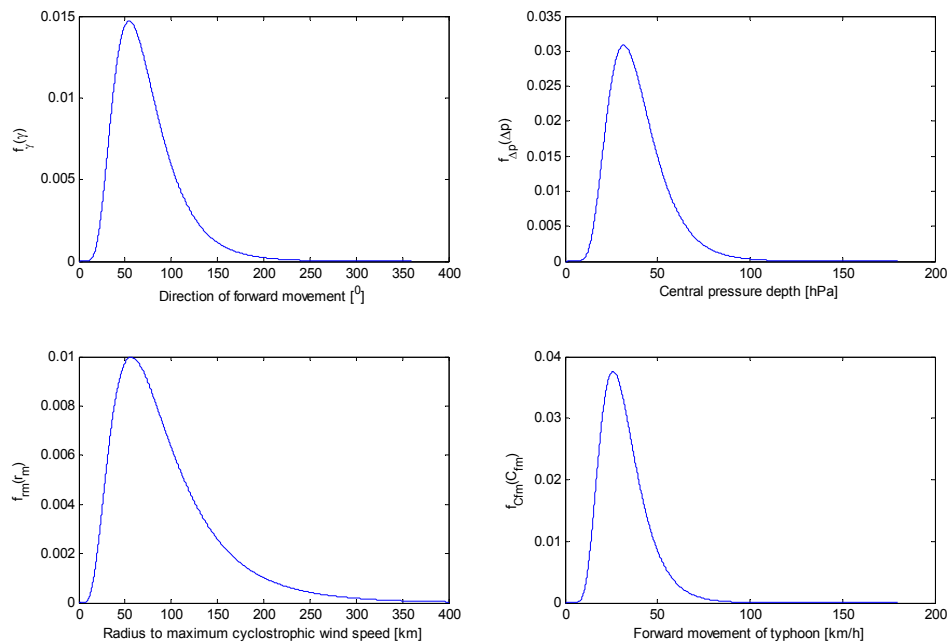 0.015
0.01
0.005
0
f_γ(γ)
0 50 100 150 200 250 300 350 400
Direction of forward movement [⁰]
0.035
0.03
0.025
0.02
0.015
0.01
0.005
0
f_Δp(Δp)
0 50 100 150 200
Central pressure depth [hPa]
0.01
0.008
0.006
0.004
0.002
0
f_rm(r_m)
0 50 100 150 200 250 300 350 400
Radius to maximum cyclostrophic wind speed [km]
0.04
0.03
0.02
0.01
0
f_Cfm(C_fm)
0 50 100 150 200
Forward movement of typhoon [km/h]